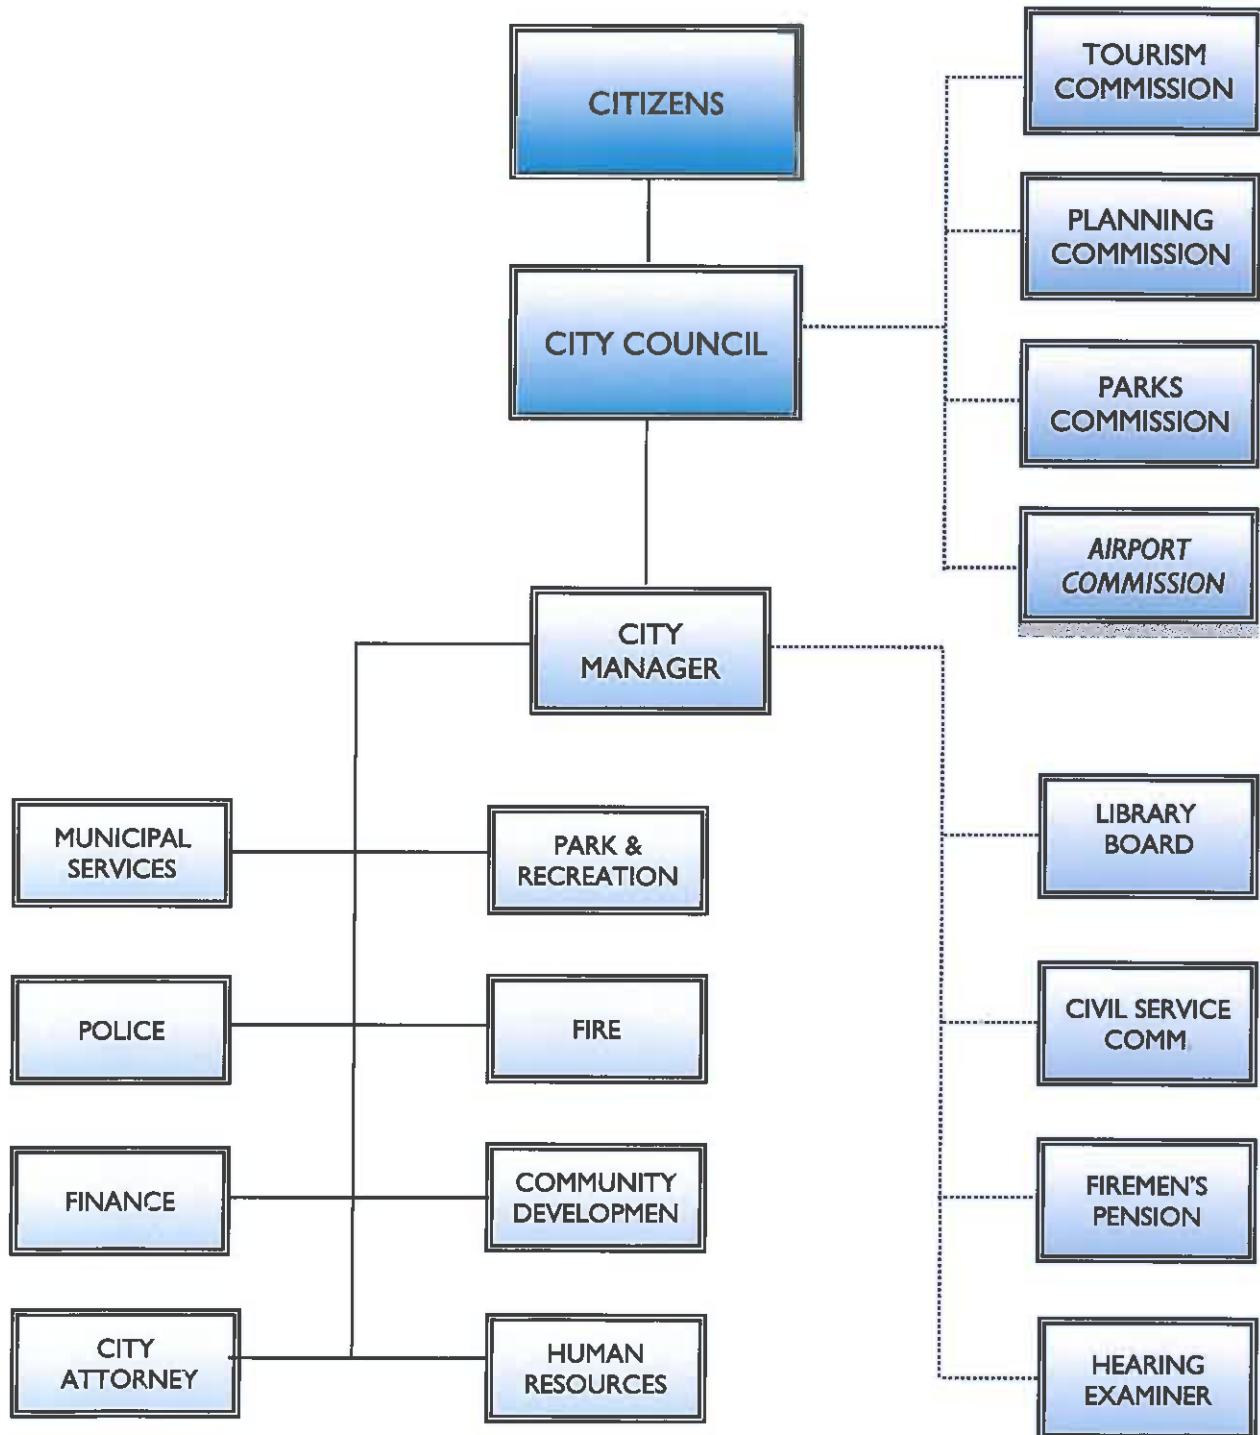 CITIZENS
CITY COUNCIL
TOURISM
COMMISSION
PLANNING
COMMISSION
PARKS
COMMISSION
AIRPORT
COMMISSION
CITY
MANAGER
MUNICIPAL
SERVICES
PARK &
RECREATION
POLICE
FIRE
FINANCE
COMMUNITY
DEVELOPMEN
CITY
ATTORNEY
HUMAN
RESOURCES
LIBRARY
BOARD
CIVIL SERVICE
COMM.
FIREMEN'S
PENSION
HEARING
EXAMINER